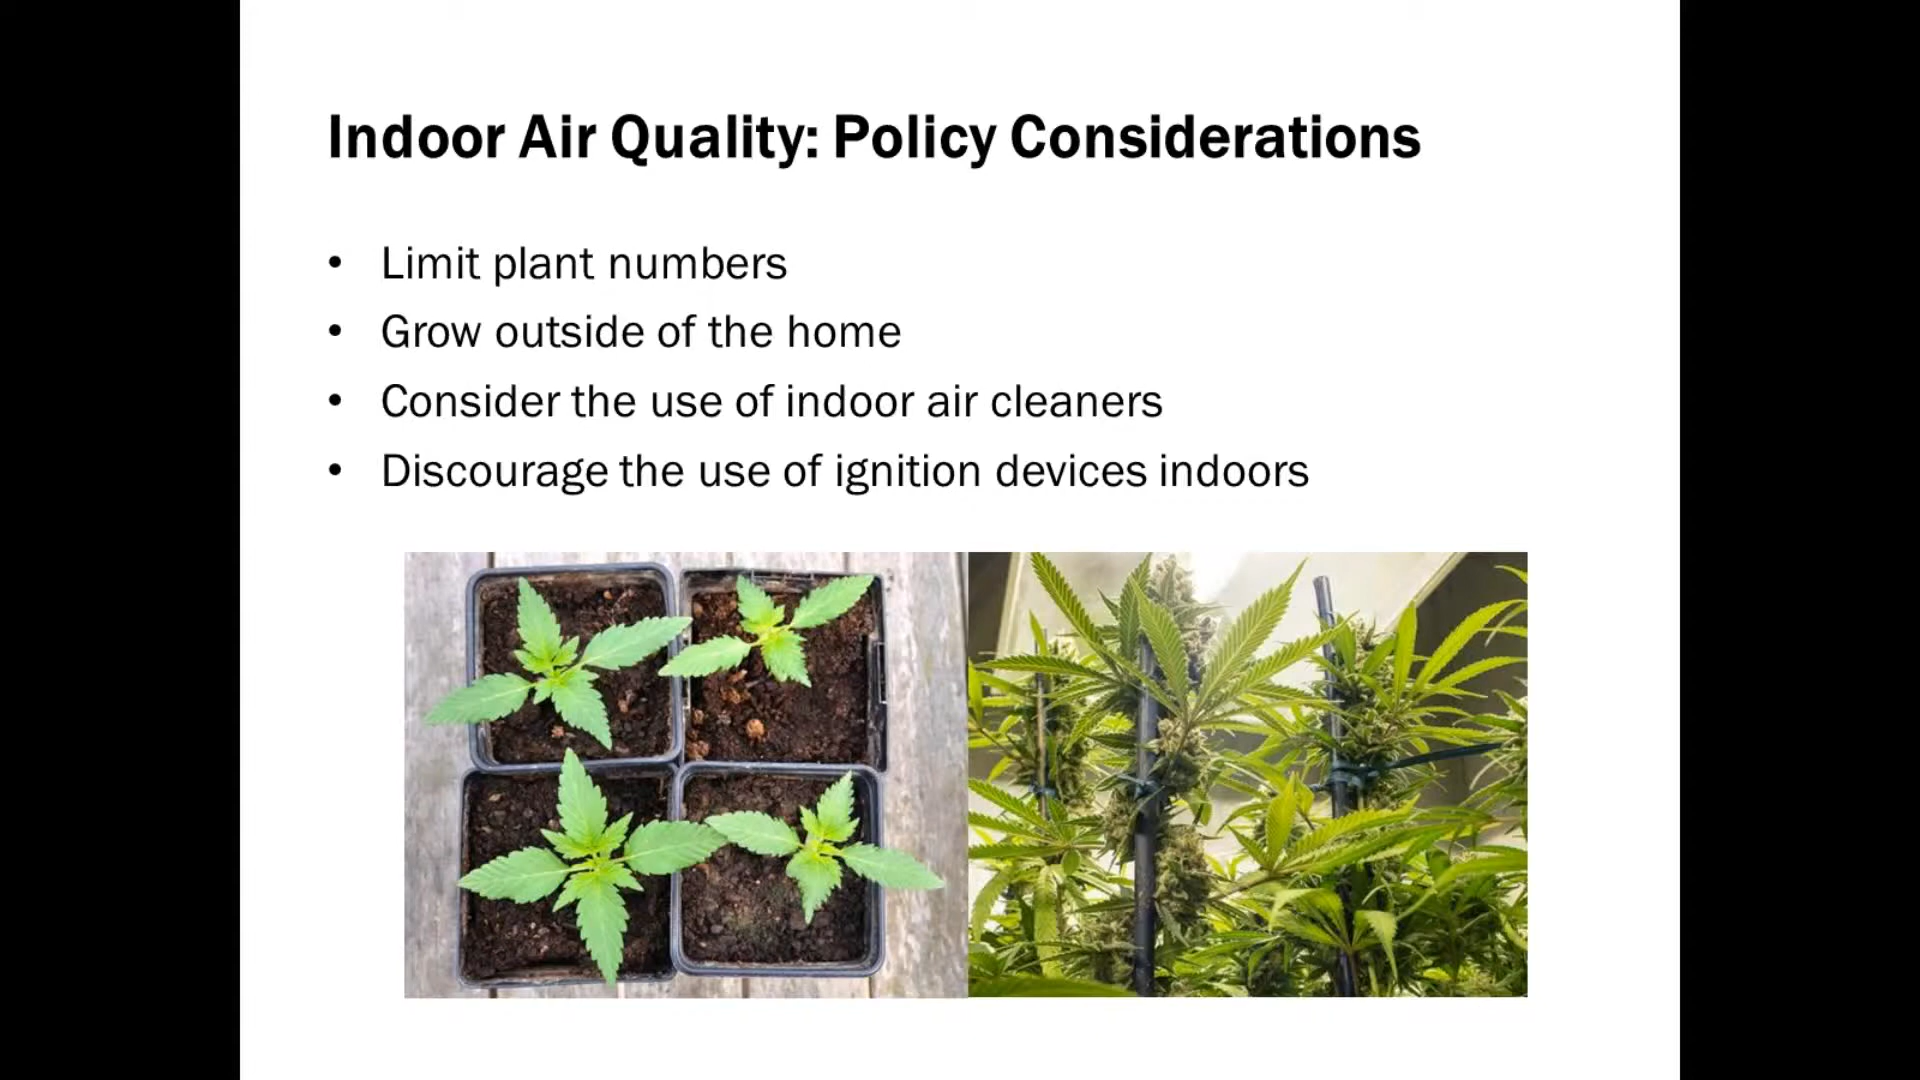 Indoor Air Quality: Policy Considerations
• Limit plant numbers
• Grow outside of the home
• Consider the use of indoor air cleaners
• Discourage the use of ignition devices indoors